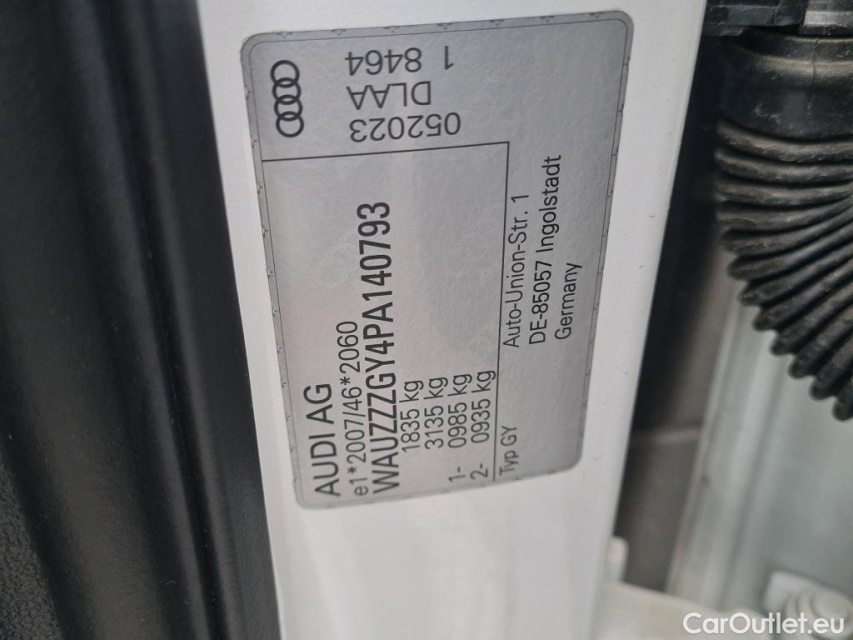 AUDI AG
e1*2007/46*2060
WAUZZZGY4PA140793
1835 kg
3135 kg
1- 0985 kg
2- 0935 kg
Typ GY
Auto-Union-Str. 1
DE-85057 Ingolstadt
Germany
052023
DLAA
1 8464
CarOutlet.eu